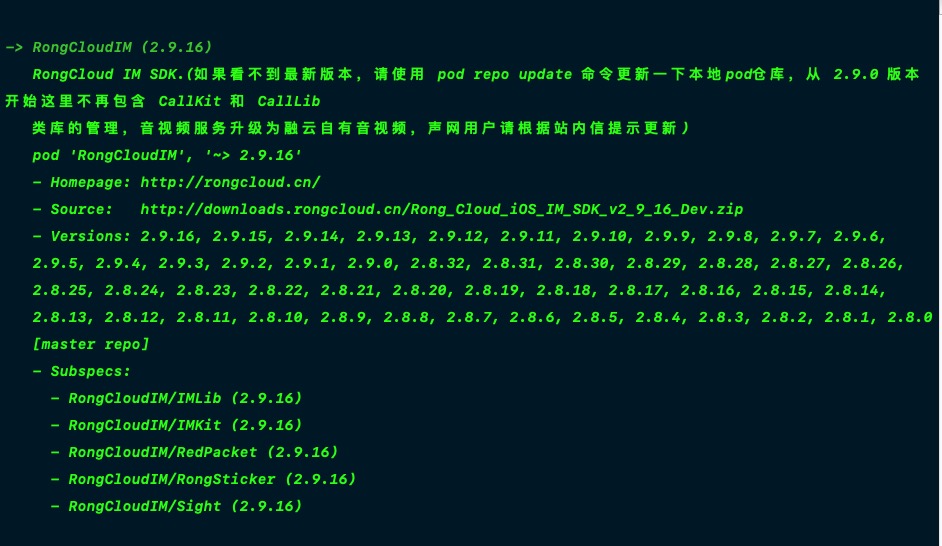 -> RongCloudIM (2.9.16)
RongCloud IM SDK.(如果看不到最新版本，请使用 pod repo update 命令更新一下本地pod仓库，从 2.9.0 版本
开始这里不再包含 CallKit 和 CallLib
类库的管理，音视频服务升级为融云自有音视频，声网用户请根据站内信提示更新)
pod 'RongCloudIM', '~> 2.9.16'
- Homepage: http://rongcloud.cn/
- Source:   http://downloads.rongcloud.cn/Rong_Cloud_iOS_IM_SDK_v2_9_16_Dev.zip
- Versions: 2.9.16, 2.9.15, 2.9.14, 2.9.13, 2.9.12, 2.9.11, 2.9.10, 2.9.9, 2.9.8, 2.9.7, 2.9.6,
2.9.5, 2.9.4, 2.9.3, 2.9.2, 2.9.1, 2.9.0, 2.8.32, 2.8.31, 2.8.30, 2.8.29, 2.8.28, 2.8.27, 2.8.26,
2.8.25, 2.8.24, 2.8.23, 2.8.22, 2.8.21, 2.8.20, 2.8.19, 2.8.18, 2.8.17, 2.8.16, 2.8.15, 2.8.14,
2.8.13, 2.8.12, 2.8.11, 2.8.10, 2.8.9, 2.8.8, 2.8.7, 2.8.6, 2.8.5, 2.8.4, 2.8.3, 2.8.2, 2.8.1, 2.8.0
[master repo]
- Subspecs:
- RongCloudIM/IMLib (2.9.16)
- RongCloudIM/IMKit (2.9.16)
- RongCloudIM/RedPacket (2.9.16)
- RongCloudIM/RongSticker (2.9.16)
- RongCloudIM/Sight (2.9.16)